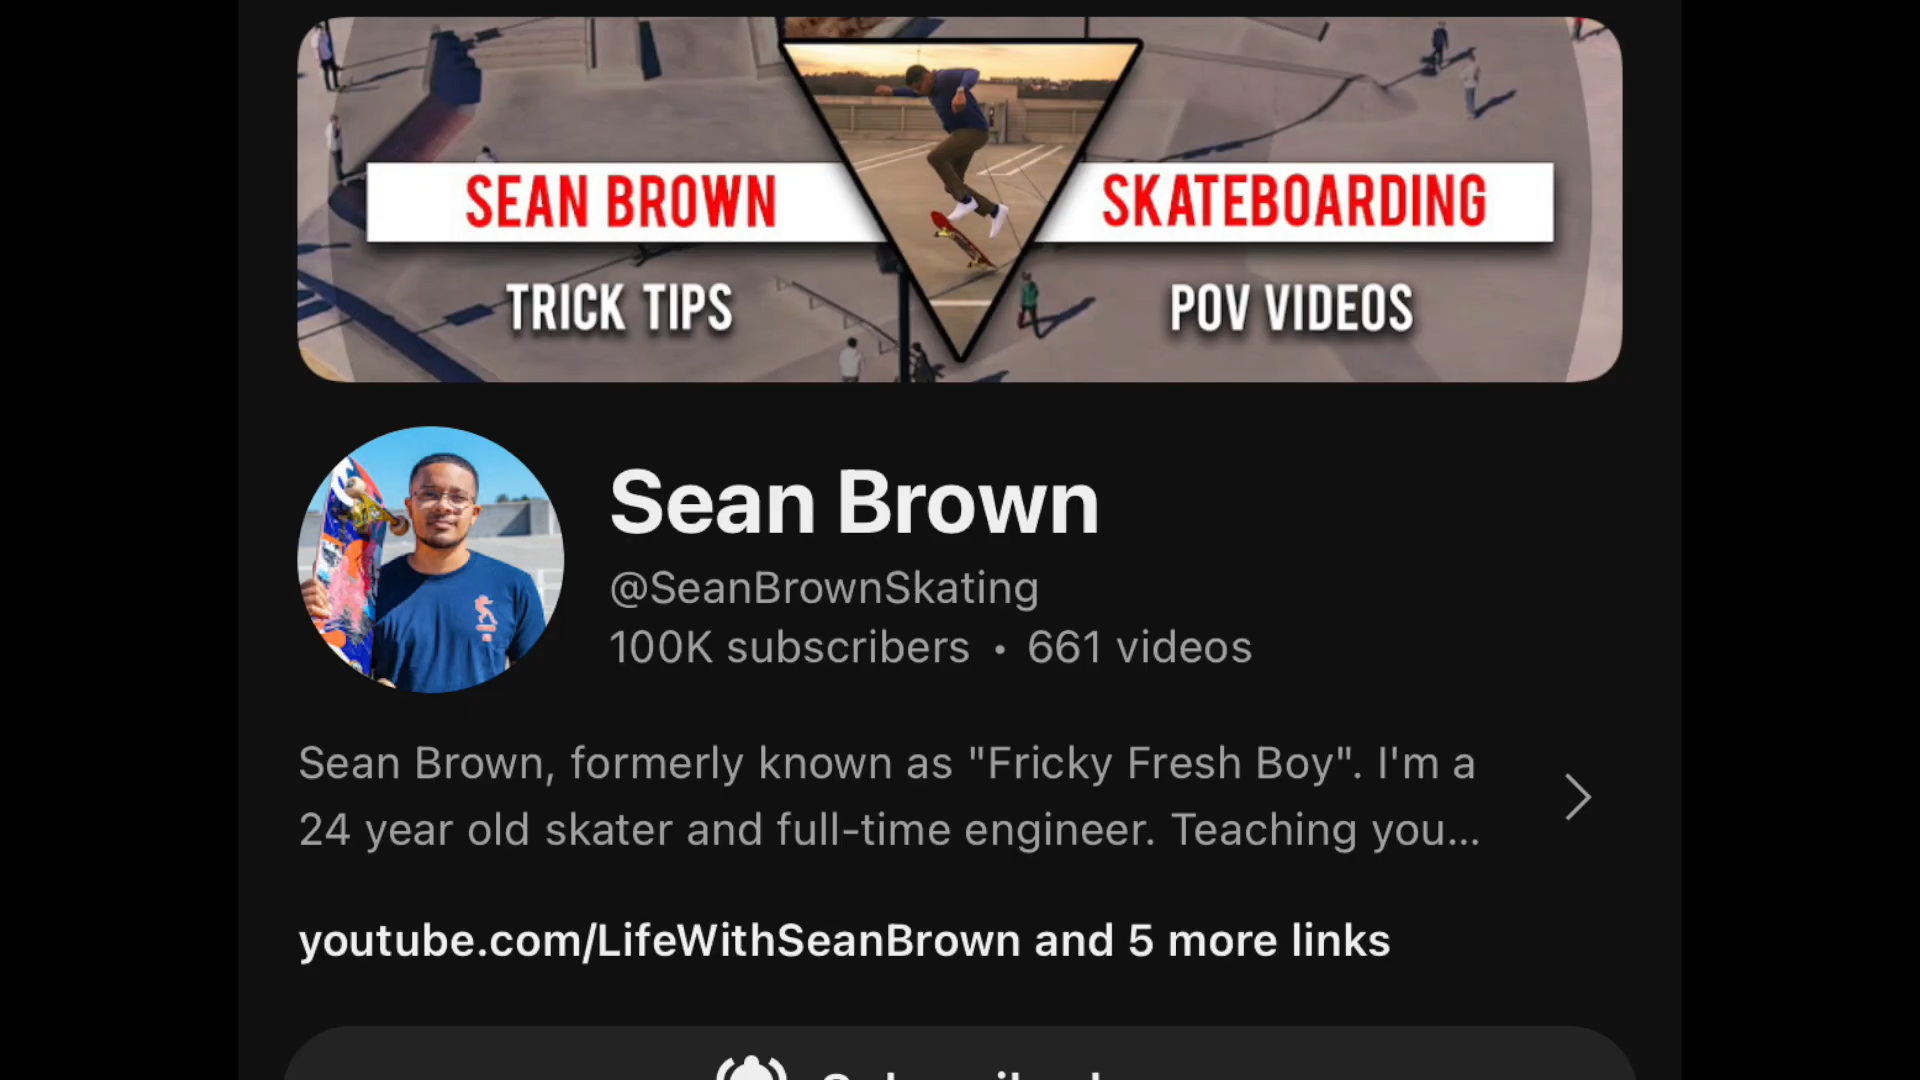 SEAN BROWN
SKATEBOARDING
TRICK TIPS
POV VIDEOS
Sean Brown
@SeanBrownSkating
100K subscribers • 661 videos
Sean Brown, formerly known as "Fricky Fresh Boy". I'm a
24 year old skater and full-time engineer. Teaching you...
youtube.com/LifeWithSeanBrown and 5 more links